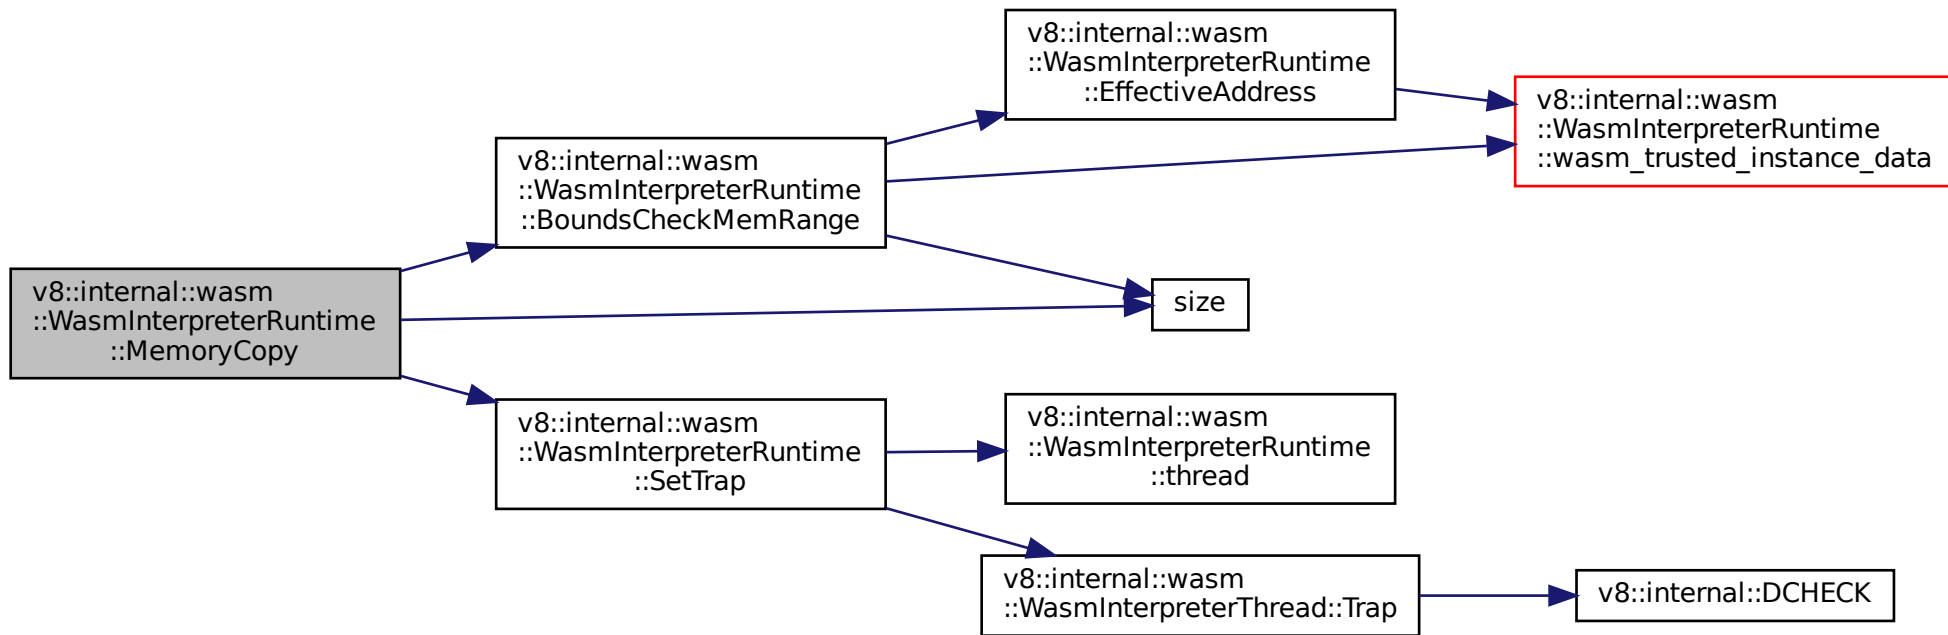 v8::internal::wasm
::WasmInterpreterRuntime
::MemoryCopy
v8::internal::wasm
::WasmInterpreterRuntime
::BoundsCheckMemRange
v8::internal::wasm
::WasmInterpreterRuntime
::EffectiveAddress
v8::internal::wasm
::WasmInterpreterRuntime
::wasm_trusted_instance_data
size
v8::internal::wasm
::WasmInterpreterRuntime
::SetTrap
v8::internal::wasm
::WasmInterpreterRuntime
::thread
v8::internal::wasm
::WasmInterpreterThread::Trap
v8::internal::DCHECK